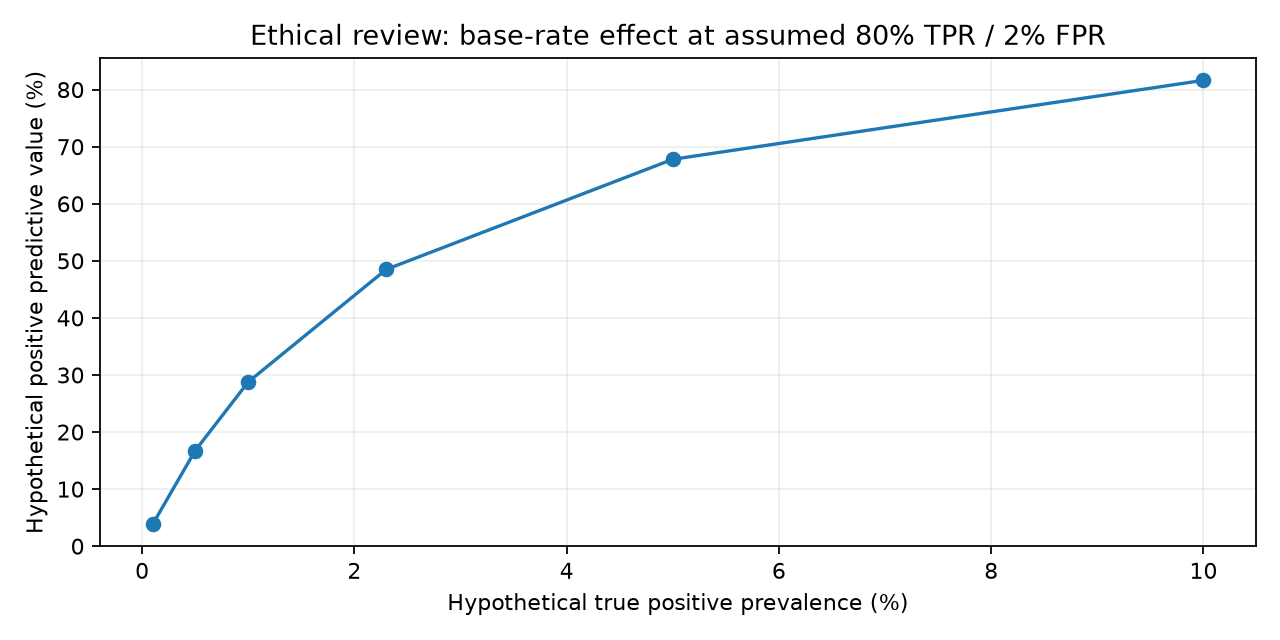 Ethical review: base-rate effect at assumed 80% TPR / 2% FPR
Hypothetical positive predictive value (%)
80
70
60
50
40
30
20
10
0
0 2 4 6 8 10
Hypothetical true positive prevalence (%)